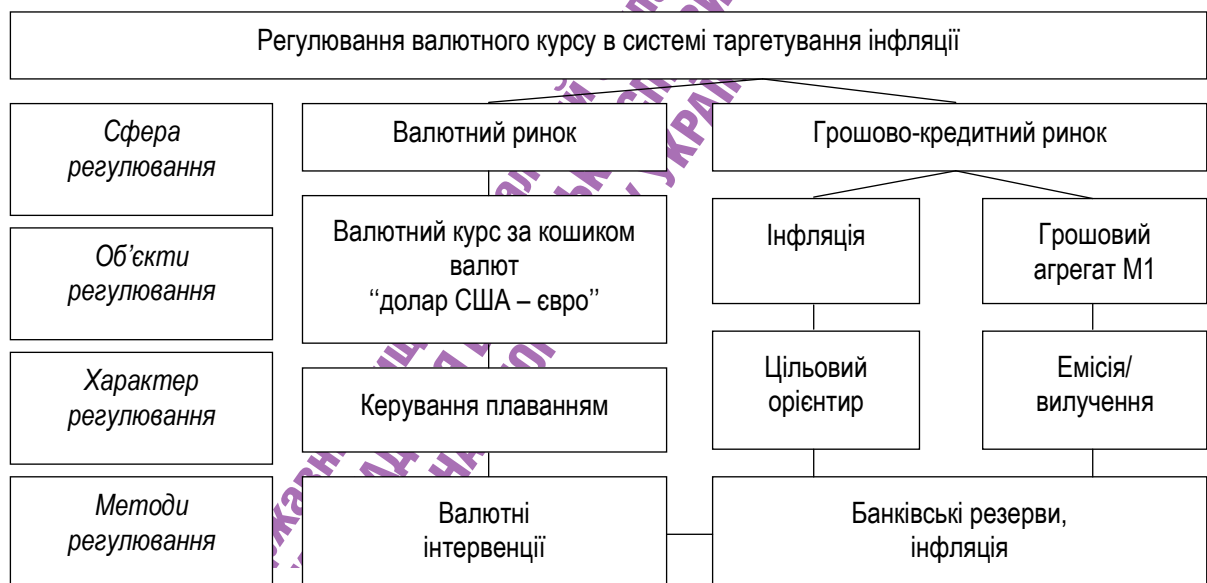 Регулювання валютного курсу в системі таргетування інфляції
Сфера
регулювання
Валютний ринок
Грошово-кредитний ринок
Об’єкти
регулювання
Валютний курс за кошиком
валют
“долар США – євро”
Інфляція
Грошовий
агрегат М1
Характер
регулювання
Керування плаванням
Цільовий
орієнтир
Емісія/
вилучення
Методи
регулювання
Валютні
інтервенції
Банківські резерви,
інфляція